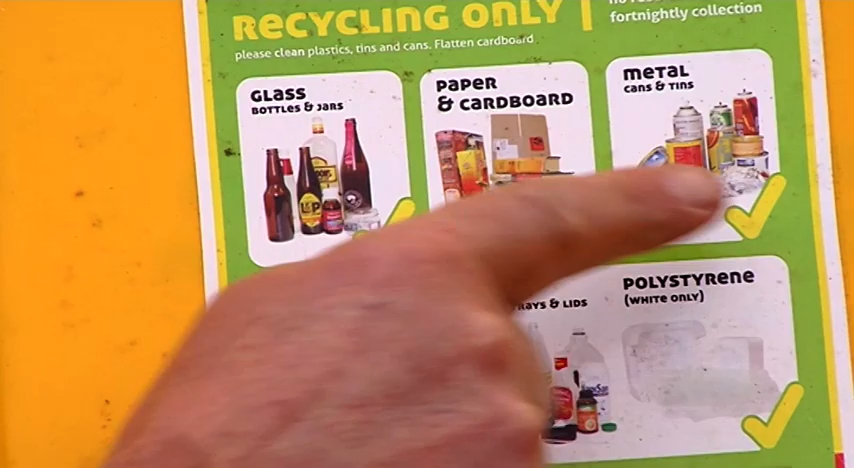 RECYCLING ONLY
please clean plastics, tins and cans. Flatten cardboard
fortnightly collection
GLASS
BOTTLES & JARS
PAPER
& CARDBOARD
METAL
CANS & TINS
& LIDS
POLYSTYRENE
(WHITE ONLY)
L&P